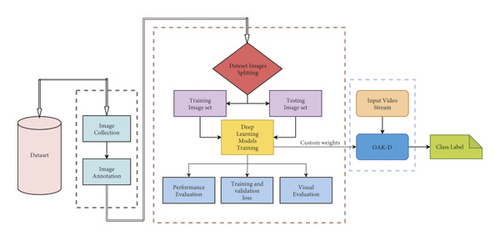 Dataset
Image
Collection
Image
Annotation
Dataset Images
Splitting
Training
Image set
Testing
Image set
Deep
Learning
Models
Training
Custom weights
Performance
Evaluation
Training and
validation
loss
Visual
Evaluation
Input Video
Stream
OAK-D
Class Label